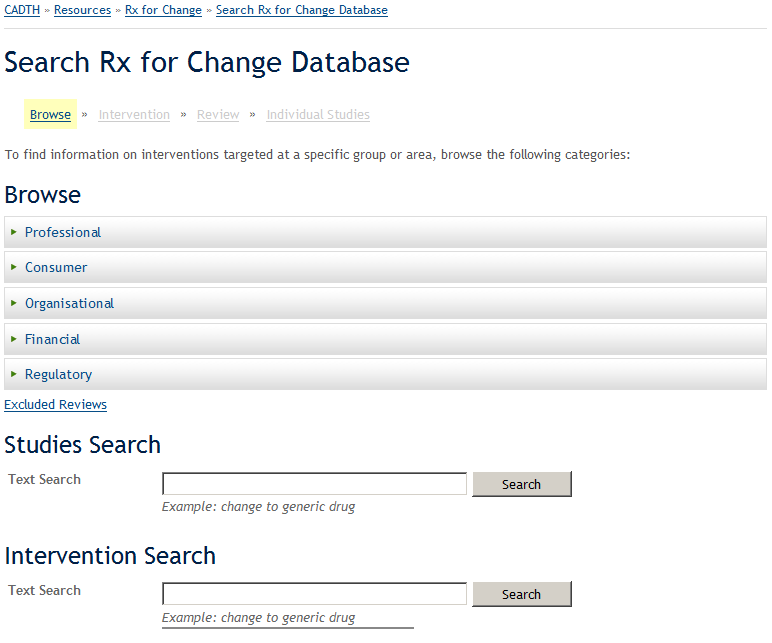 CADTH » Resources » Rx for Change » Search Rx for Change Database
Search Rx for Change Database
Browse » Intervention » Review » Individual Studies
To find information on interventions targeted at a specific group or area, browse the following categories:
Browse
Professional
Consumer
Organisational
Financial
Regulatory
Excluded Reviews
Studies Search
Text Search Search
Example: change to generic drug
Intervention Search
Text Search Search
Example: change to generic drug